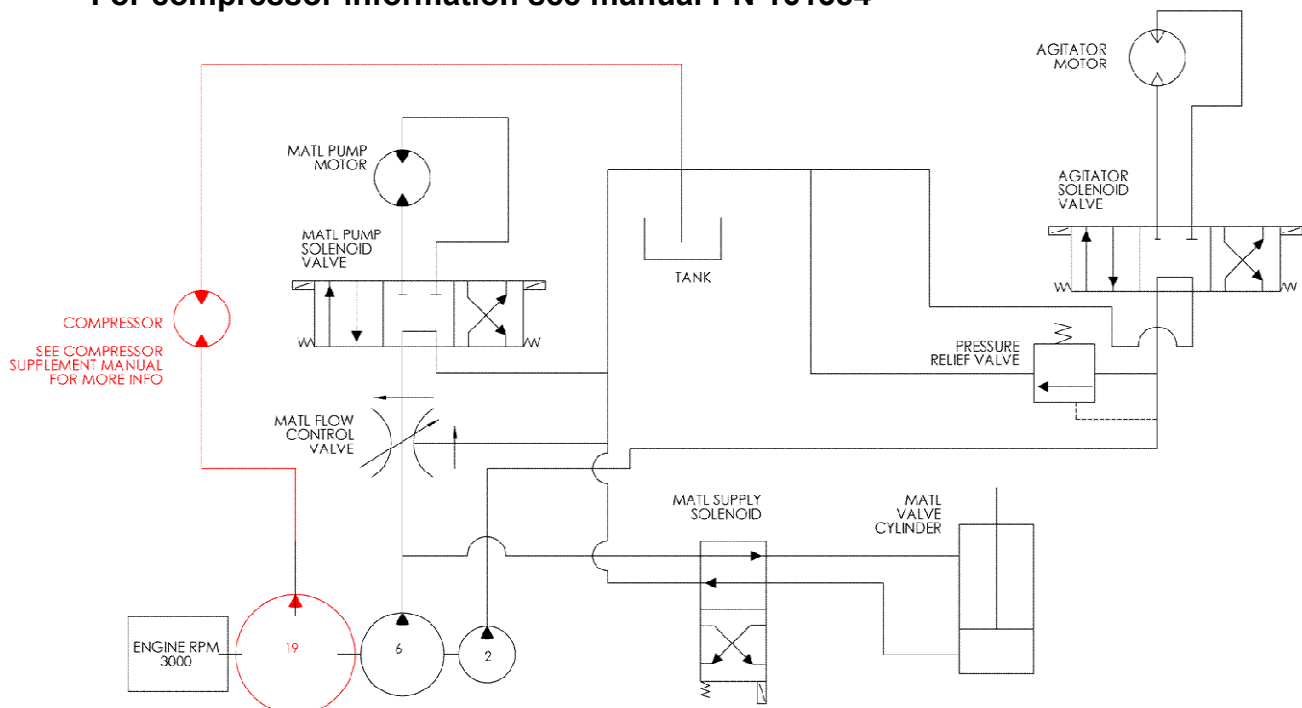 AGITATOR
MOTOR
MATL PUMP
MOTOR
AGITATOR
SOLENOID
VALVE
MATL PUMP
SOLENOID
VALVE
TANK
COMPRESSOR
SEE COMPRESSOR
SUPPLEMENT MANUAL
FOR MORE INFO
PRESSURE
RELIEF VALVE
MATL FLOW
CONTROL
VALVE
MATL SUPPLY
SOLENOID
MATL
VALVE
CYLINDER
ENGINE RPM
3000
19
6
2